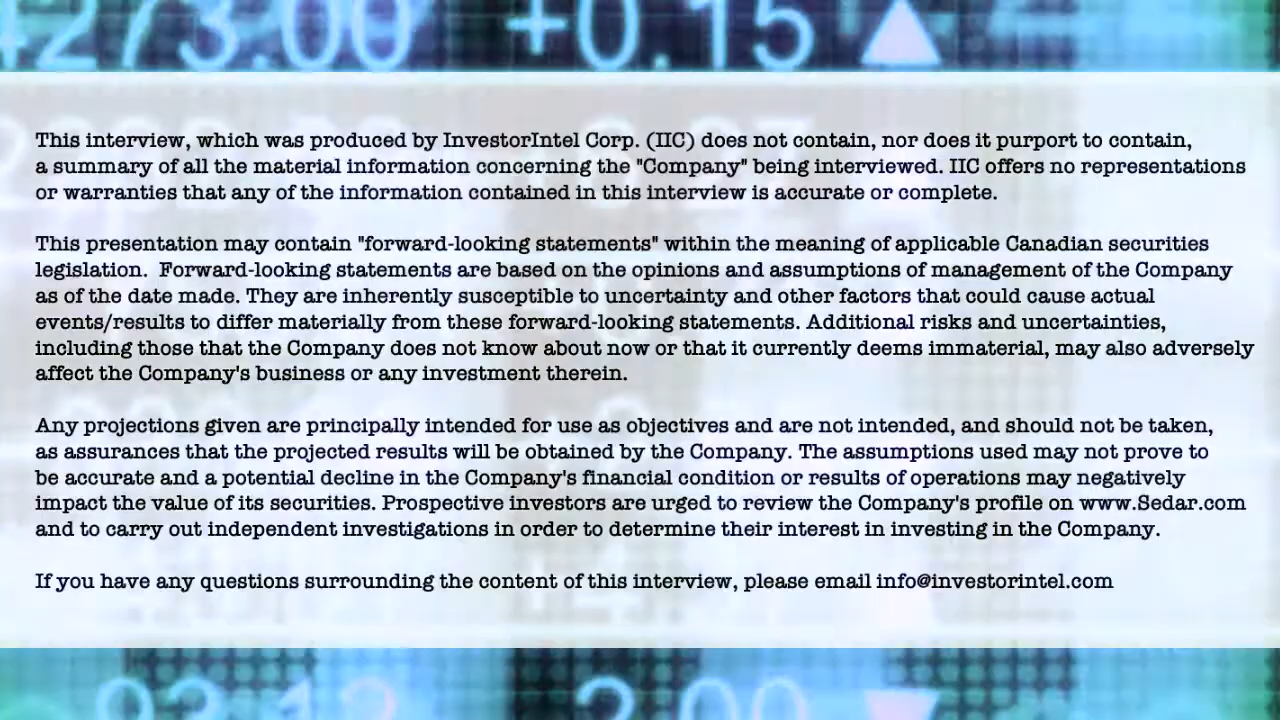 +273.00 +0.15 ▲
This interview, which was produced by InvestorIntel Corp. (IIC) does not contain, nor does it purport to contain,
a summary of all the material information concerning the "Company" being interviewed. IIC offers no representations
or warranties that any of the information contained in this interview is accurate or complete.
This presentation may contain "forward-looking statements" within the meaning of applicable Canadian securities
legislation.  Forward-looking statements are based on the opinions and assumptions of management of the Company
as of the date made. They are inherently susceptible to uncertainty and other factors that could cause actual
events/results to differ materially from these forward-looking statements. Additional risks and uncertainties,
including those that the Company does not know about now or that it currently deems immaterial, may also adversely
affect the Company's business or any investment therein.
Any projections given are principally intended for use as objectives and are not intended, and should not be taken,
as assurances that the projected results will be obtained by the Company. The assumptions used may not prove to
be accurate and a potential decline in the Company's financial condition or results of operations may negatively
impact the value of its securities. Prospective investors are urged to review the Company's profile on www.Sedar.com
and to carry out independent investigations in order to determine their interest in investing in the Company.
If you have any questions surrounding the content of this interview, please email info@investorintel.com